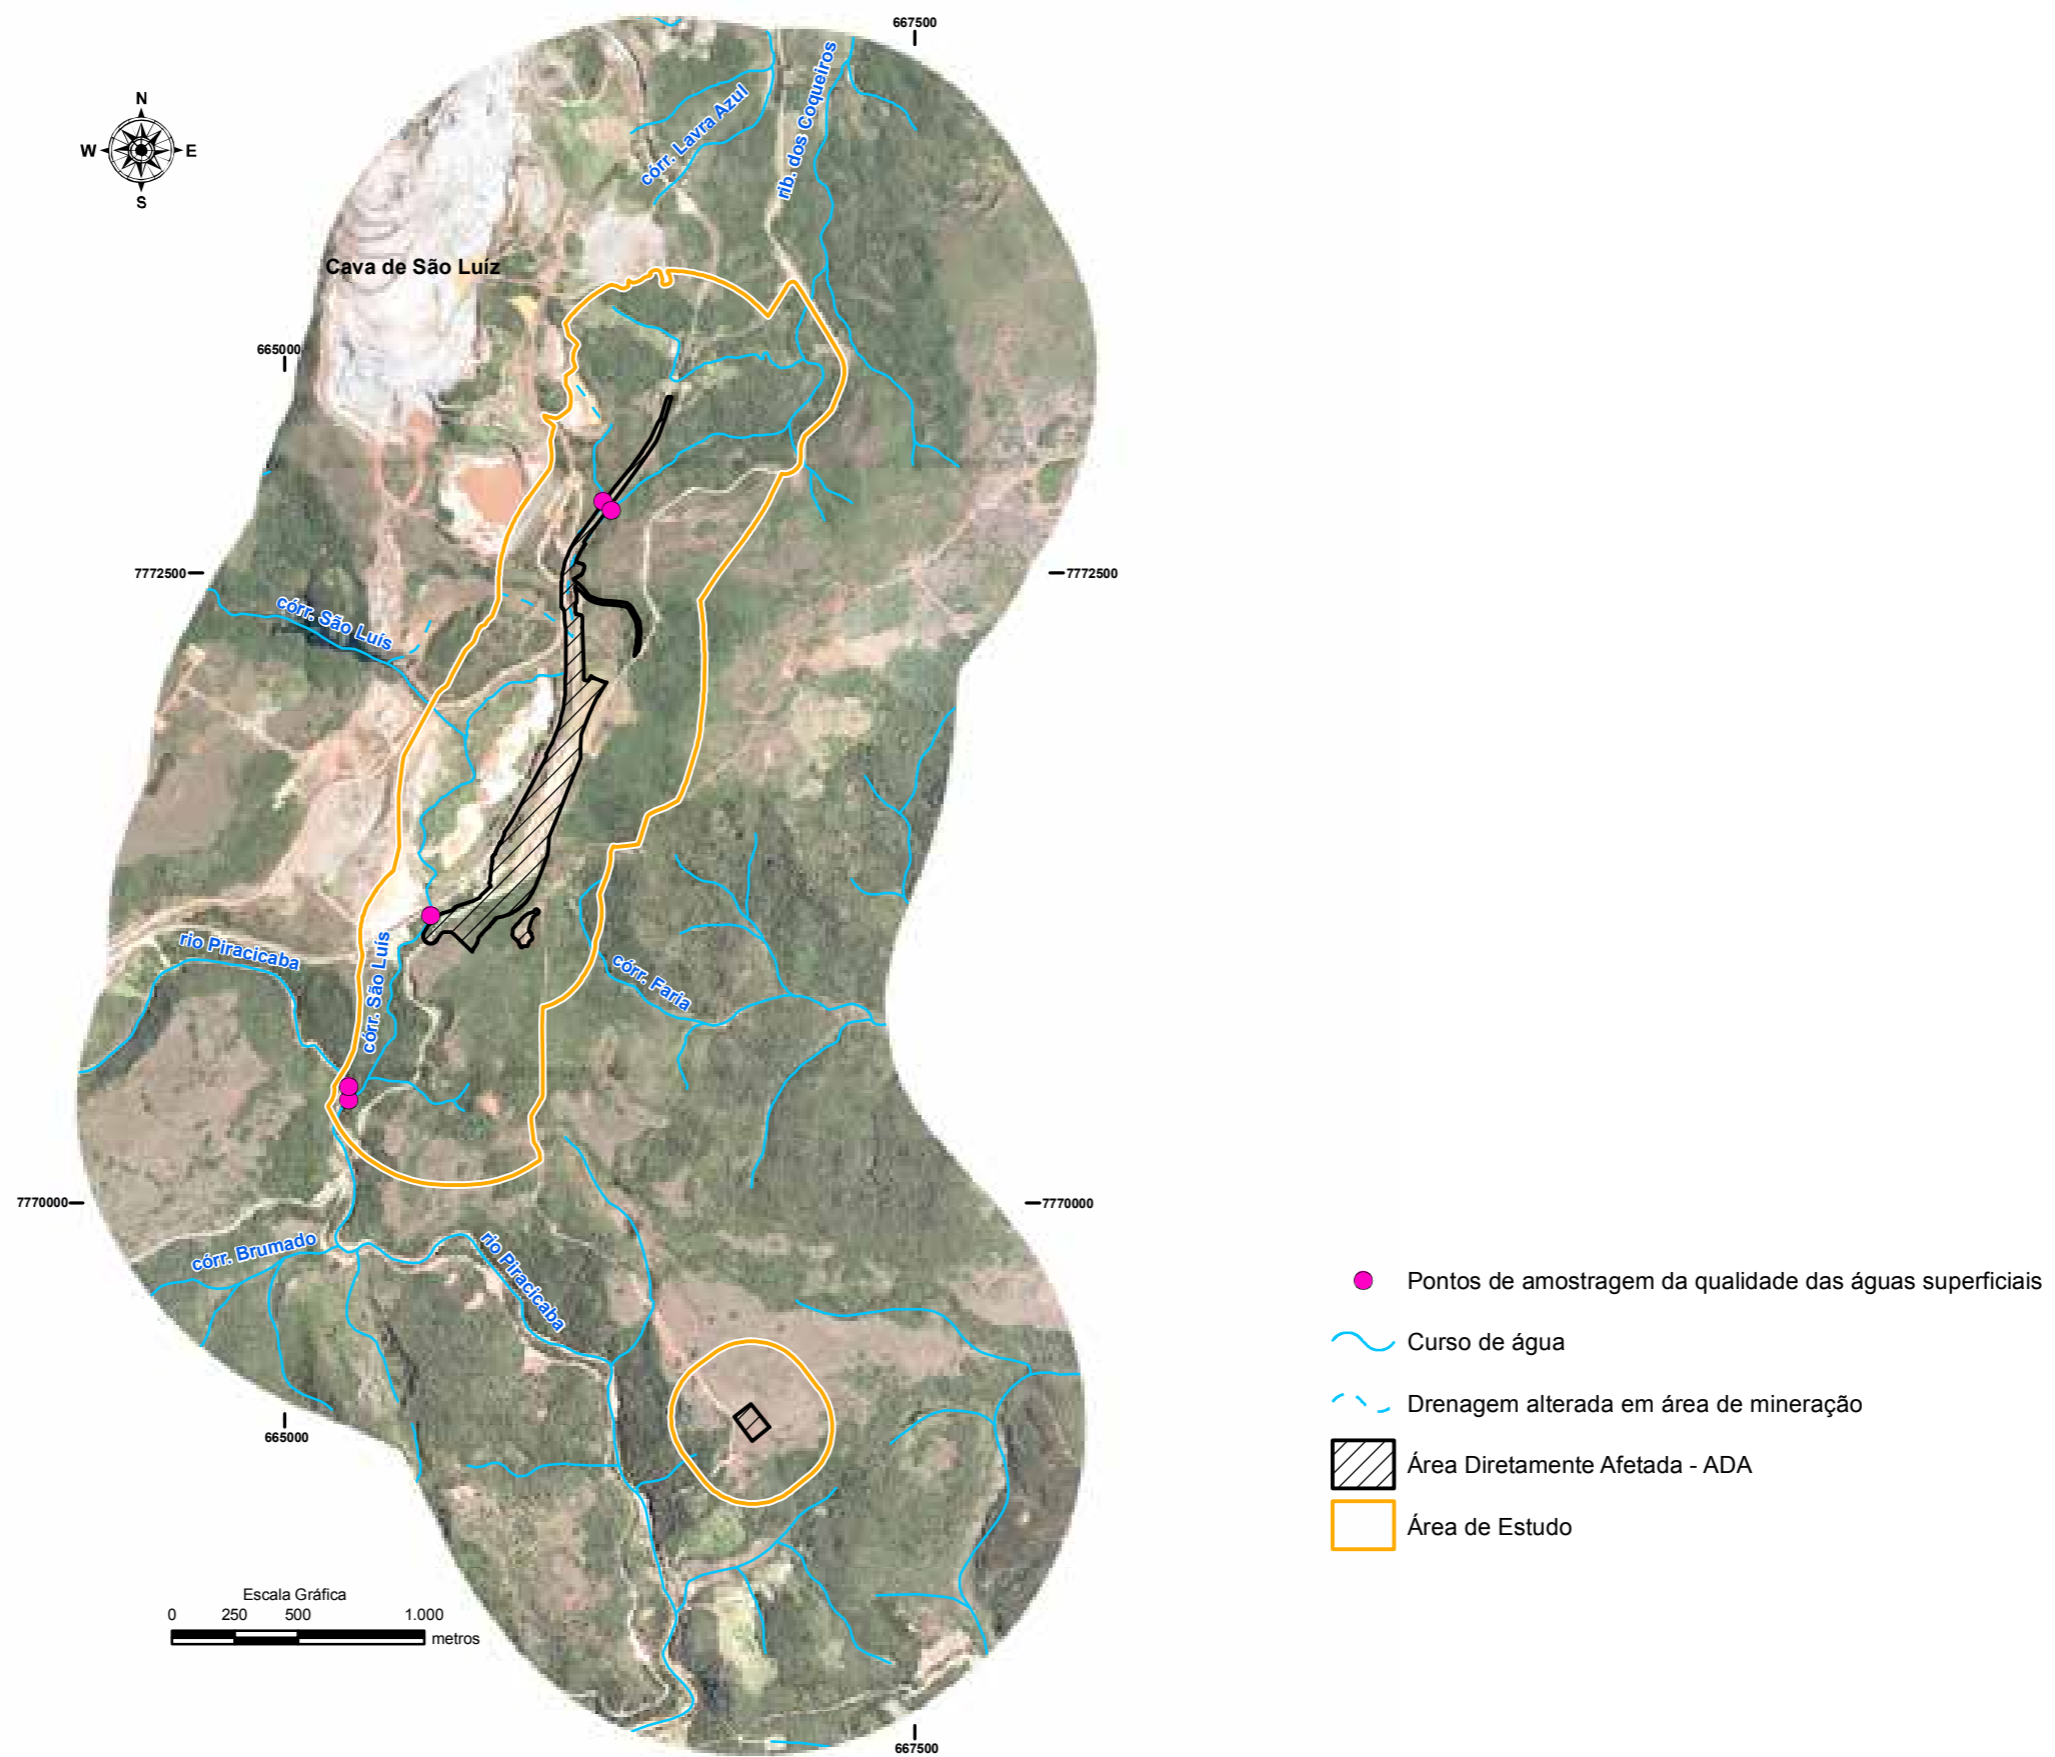 667500
N
W
E
S
córr. Lavra Azul
rib. dos Coqueiros
Cava de São Luíz
665000
7772500
7772500
córr. São Luís
rio Piracicaba
córr. São Luís
córr. Faria
7770000
7770000
córr. Brumado
rio Piracicaba
665000
667500
Escala Gráfica
0 250 500 1.000
metros
Pontos de amostragem da qualidade das águas superficiais
Curso de água
Drenagem alterada em área de mineração
Área Diretamente Afetada - ADA
Área de Estudo